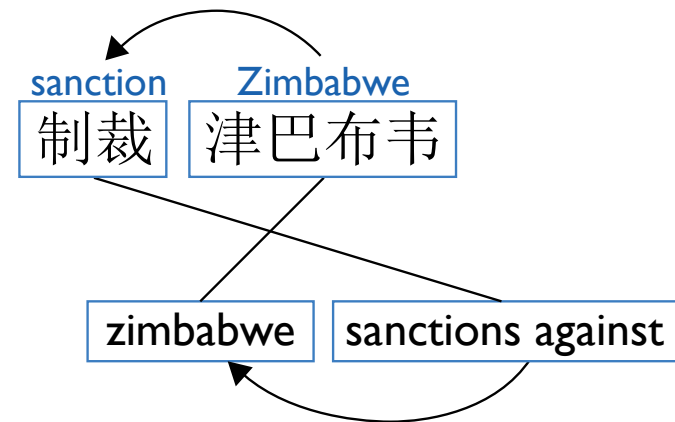 sanction Zimbabwe
制裁 津巴布韦
zimbabwe sanctions against